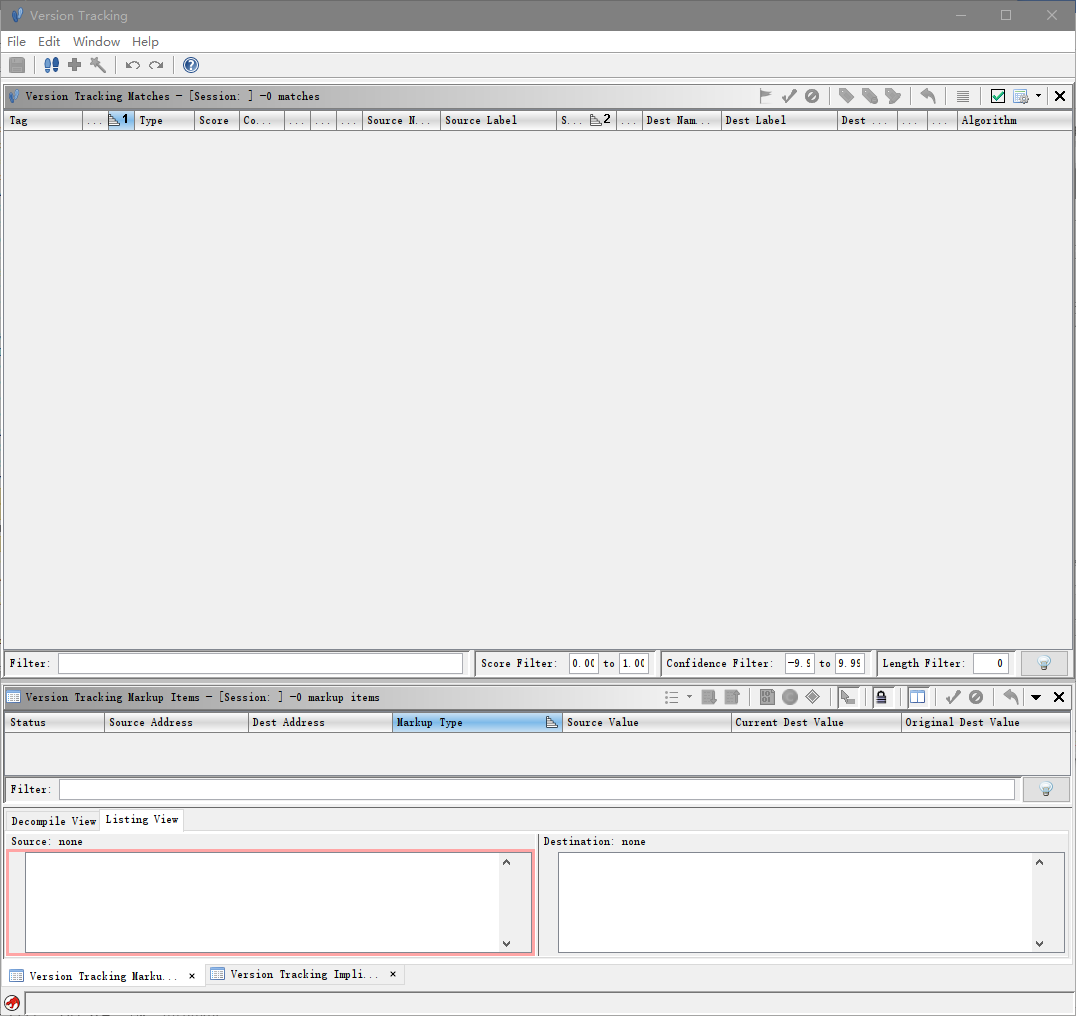 Version Tracking
File Edit Window Help
Version Tracking Matches - [Session: ] -0 matches
Tag ... 1 Type Score Co... ... ... ... Source N... Source Label S... 2 ... Dest Nam... Dest Label Dest ... ... ... Algorithm
Filter: Score Filter: 0.00 to 1.00 Confidence Filter: -9.9 to 9.99 Length Filter: 0
Version Tracking Markup Items - [Session: ] -0 markup items
Status Source Address Dest Address Markup Type Source Value Current Dest Value Original Dest Value
Filter:
Decompile View Listing View
Source: none Destination: none
Version Tracking Marku... × Version Tracking Impli... ×